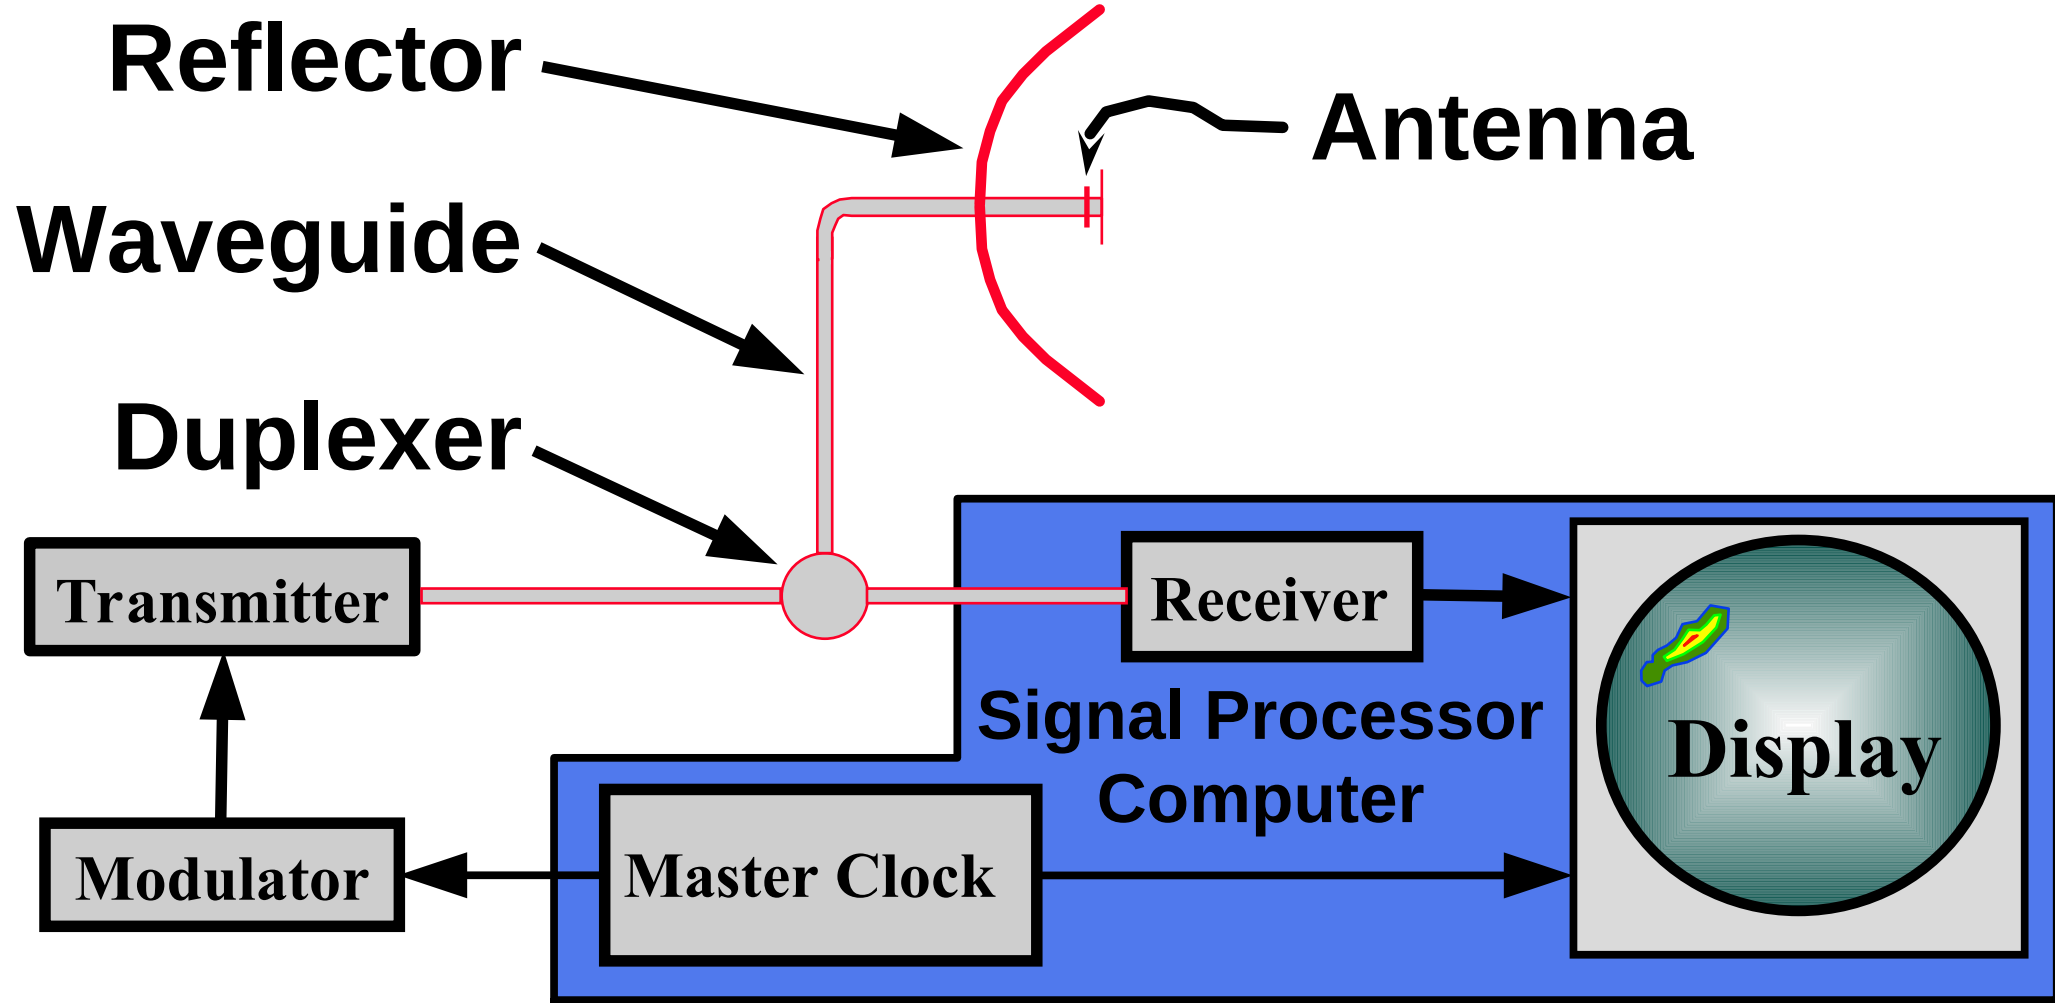 Reflector
Antenna
Waveguide
Duplexer
Transmitter
Receiver
Signal Processor
Computer
Display
Modulator
Master Clock